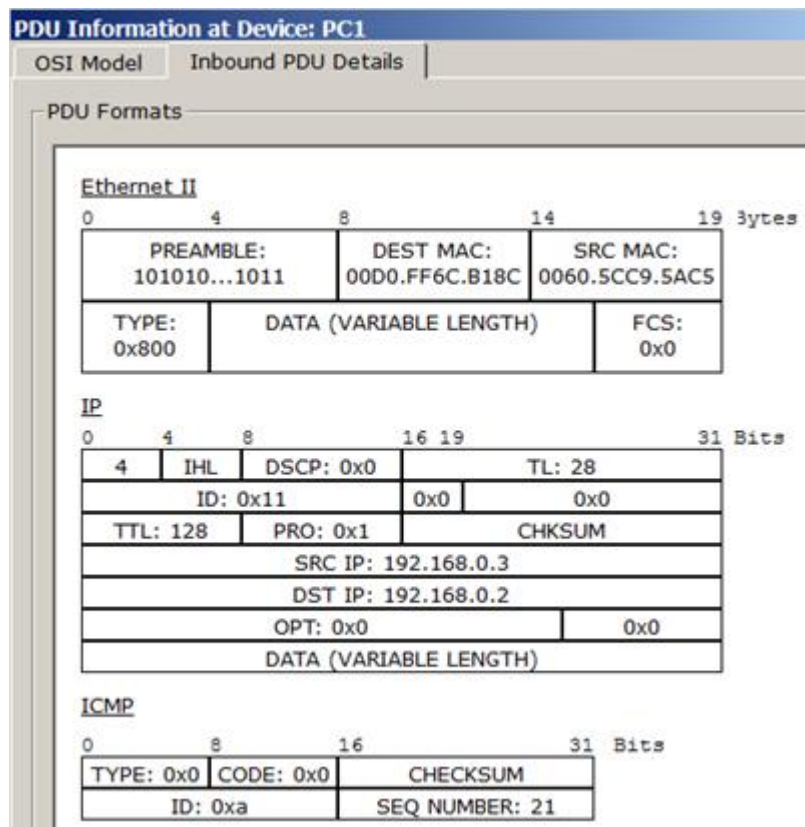 PDU Information at Device: PC1
OSI Model Inbound PDU Details
PDU Formats
Ethernet II
0 4 8 14 19 Bytes
PREAMBLE: DEST MAC: SRC MAC:
101010...1011 00D0.FF6C.B18C 0060.5CC9.5AC5
TYPE: DATA (VARIABLE LENGTH) FCS:
0x800 0x0
IP
0 4 8 16 19 31 Bits
4 IHL DSCP: 0x0 TL: 28
ID: 0x11 0x0 0x0
TTL: 128 PRO: 0x1 CHKSUM
SRC IP: 192.168.0.3
DST IP: 192.168.0.2
OPT: 0x0 0x0
DATA (VARIABLE LENGTH)
ICMP
0 8 16 31 Bits
TYPE: 0x0 CODE: 0x0 CHECKSUM
ID: 0xa SEQ NUMBER: 21